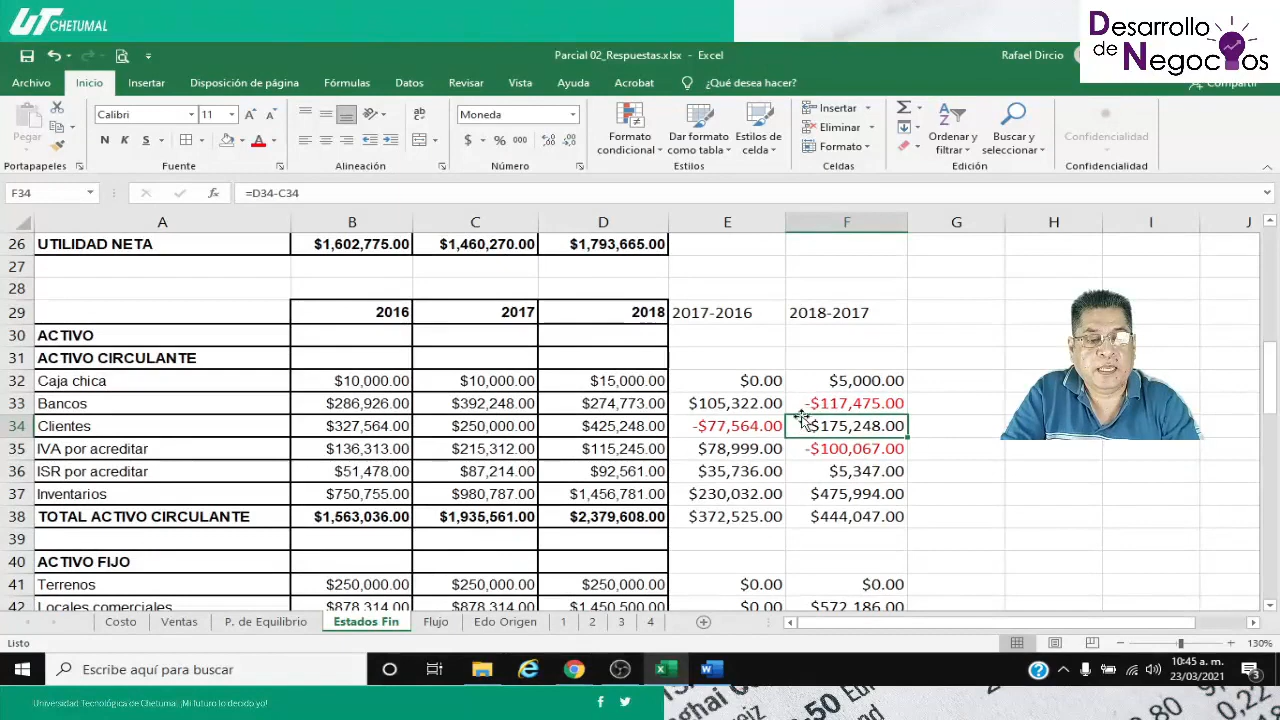 UT CHETUMAL
Desarrollo de Negocios
Parcial 02_Respuestas.xlsx - Excel
Rafael Dircio
Archivo Inicio Insertar Disposición de página Fórmulas Datos Revisar Vista Ayuda Acrobat ¿Qué desea hacer? Compartir
Pegar
Calibri 11
N K S
ab
Moneda
$ % 000
Formato condicional
Dar formato como tabla
Estilos de celda
Insertar
Eliminar
Formato
Ordenar y filtrar
Buscar y seleccionar
Confidencialidad
Portapapeles Fuente Alineación Número Estilos Celdas Edición Confidencialidad
F34 fx =D34-C34
A B C D E F G H I J
26 UTILIDAD NETA $1,602,775.00 $1,460,270.00 $1,793,665.00
27
28
29 2016 2017 2018 2017-2016 2018-2017
30 ACTIVO
31 ACTIVO CIRCULANTE
32 Caja chica $10,000.00 $10,000.00 $15,000.00 $0.00 $5,000.00
33 Bancos $286,926.00 $392,248.00 $274,773.00 $105,322.00 -$117,475.00
34 Clientes $327,564.00 $250,000.00 $425,248.00 -$77,564.00 $175,248.00
35 IVA por acreditar $136,313.00 $215,312.00 $115,245.00 $78,999.00 -$100,067.00
36 ISR por acreditar $51,478.00 $87,214.00 $92,561.00 $35,736.00 $5,347.00
37 Inventarios $750,755.00 $980,787.00 $1,456,781.00 $230,032.00 $475,994.00
38 TOTAL ACTIVO CIRCULANTE $1,563,036.00 $1,935,561.00 $2,379,608.00 $372,525.00 $444,047.00
39
40 ACTIVO FIJO
41 Terrenos $250,000.00 $250,000.00 $250,000.00 $0.00 $0.00
42 Locales comerciales $878,314.00 $878,314.00 $1,450,500.00 $0.00 $572,186.00
Costo Ventas P. de Equilibrio Estados Fin Flujo Edo Origen 1 2 3 4
Listo 130%
Escribe aquí para buscar
10:45 a. m.
23/03/2021
3
Universidad Tecnológica de Chetumal ¡Mi futuro lo decido yo!